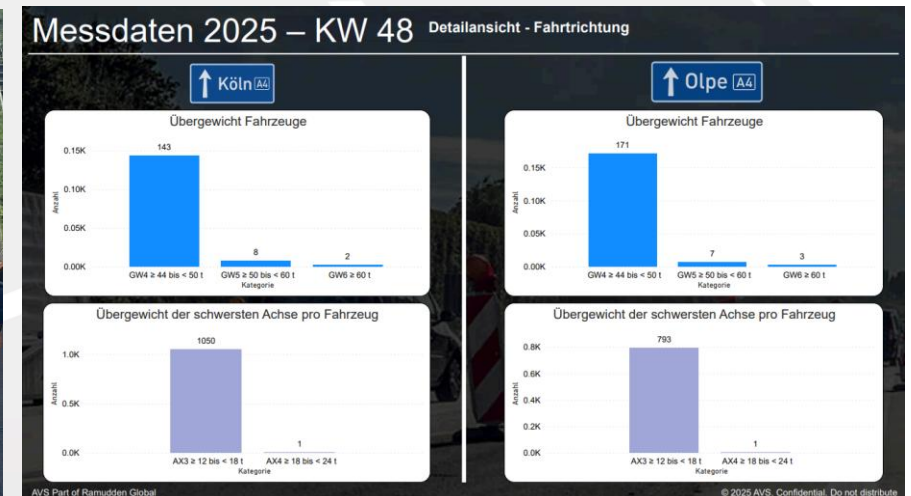 Messdaten 2025 – KW 48 Detailansicht - Fahrtrichtung
Köln A4
Übergewicht Fahrzeuge
Anzahl
0.15K
0.10K
0.05K
0.00K
143
8
2
GW4 ≥ 44 bis < 50 t GW5 ≥ 50 bis < 60 t GW6 ≥ 60 t
Kategorie
Übergewicht der schwersten Achse pro Fahrzeug
Anzahl
1.0K
0.5K
0.0K
1050
1
AX3 ≥ 12 bis < 18 t AX4 ≥ 18 bis < 24 t
Kategorie
Olpe A4
Übergewicht Fahrzeuge
Anzahl
0.15K
0.10K
0.05K
0.00K
171
7
3
GW4 ≥ 44 bis < 50 t GW5 ≥ 50 bis < 60 t GW6 ≥ 60 t
Kategorie
Übergewicht der schwersten Achse pro Fahrzeug
Anzahl
0.8K
0.6K
0.4K
0.2K
0.0K
793
1
AX3 ≥ 12 bis < 18 t AX4 ≥ 18 bis < 24 t
Kategorie
AVS Part of Ramudden Global
© 2025 AVS. Confidential. Do not distribute